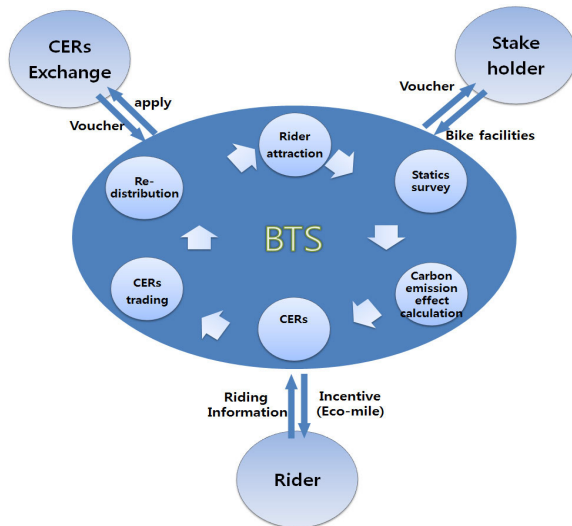 CERs
Exchange
Stake
holder
apply
Voucher
Voucher
Bike facilities
Rider
attraction
Re-
distribution
Statics
survey
BTS
CERs
trading
CERs
Carbon
emission
effect
calculation
Riding
Information
Incentive
(Eco-mile)
Rider